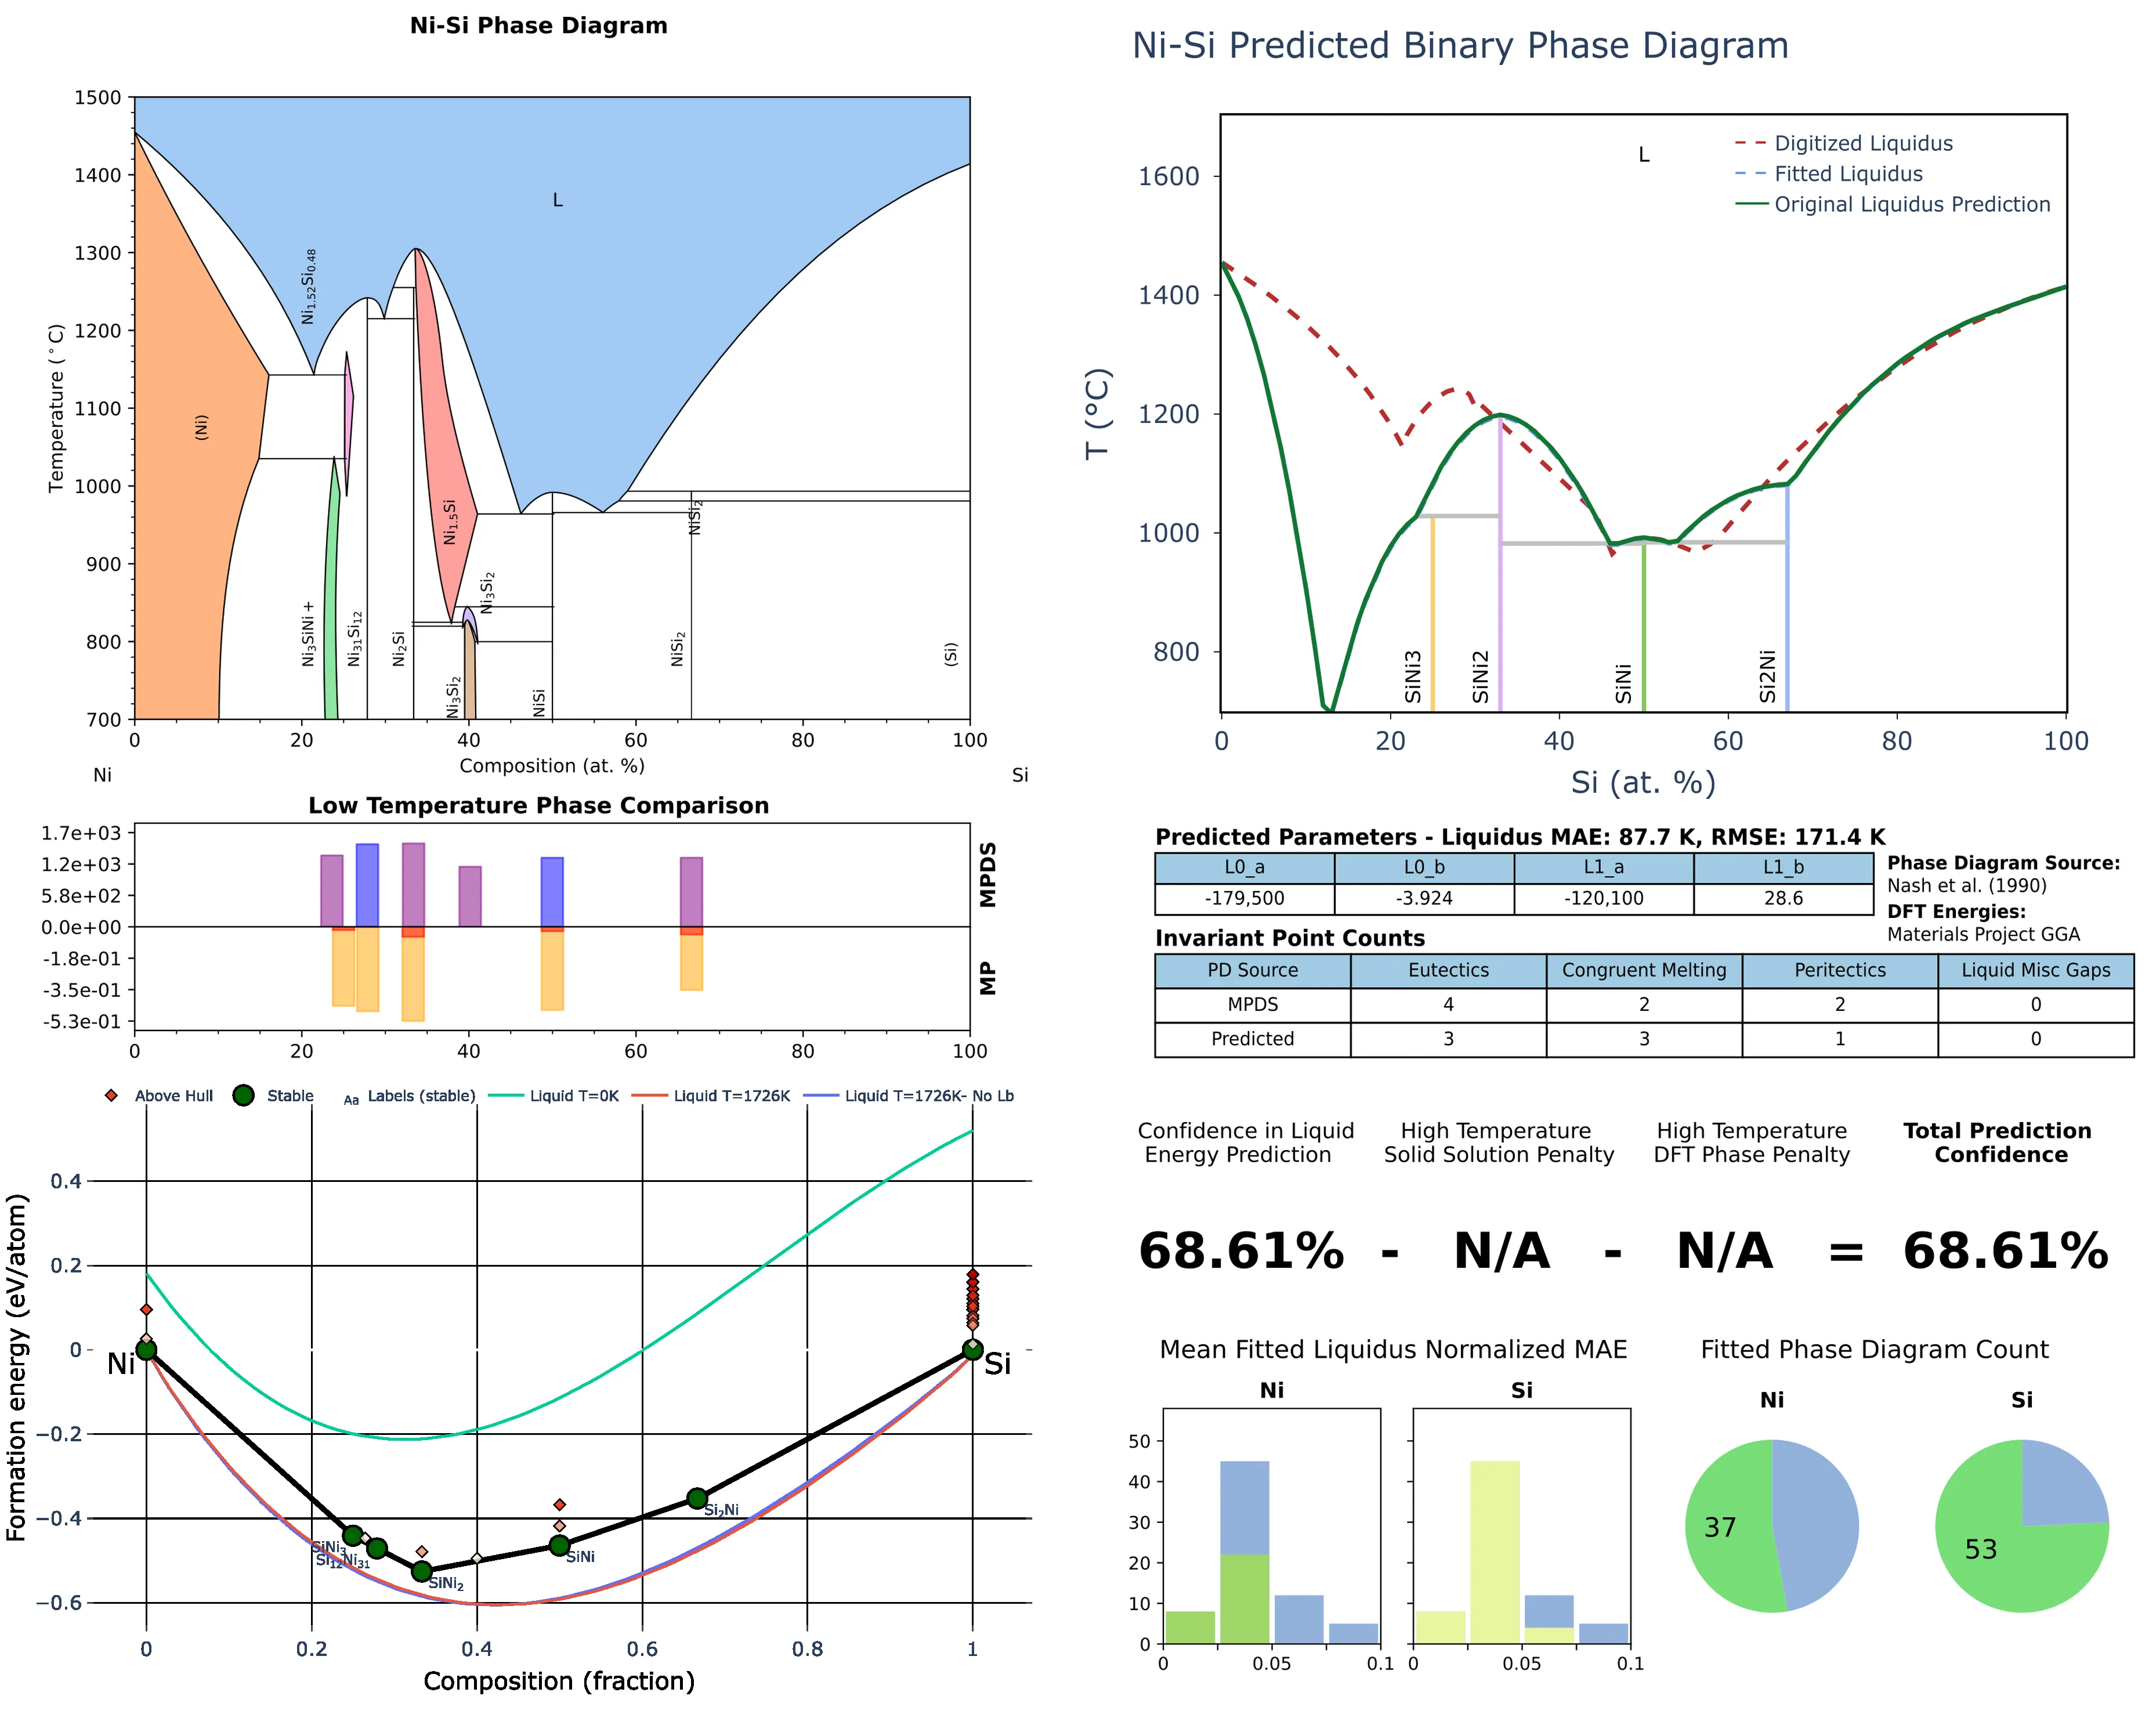 Ni-Si Phase Diagram
1500
1400
1300
1200
1100
1000
900
800
700
Temperature (°C)
L
(Ni)
Ni1.52Si0.48
Ni3SiNi +
Ni31Si12
Ni2Si
Ni1.5Si
Ni3Si2
Ni3Si2
NiSi
NiSi2
NiSi2
(Si)
0 20 40 60 80 100
Composition (at. %)
Ni Si
Low Temperature Phase Comparison
1.7e+03
1.2e+03
5.8e+02
0.0e+00
-1.8e-01
-3.5e-01
-5.3e-01
MPDS
MP
0 20 40 60 80 100
Above Hull Stable Aa Labels (stable) Liquid T=0K Liquid T=1726K Liquid T=1726K- No Lb
0.4
0.2
0
−0.2
−0.4
−0.6
Formation energy (eV/atom)
Ni
Si
SiNi3
Si12Ni31
SiNi2
SiNi
Si2Ni
0 0.2 0.4 0.6 0.8 1
Composition (fraction)
Ni-Si Predicted Binary Phase Diagram
L
Digitized Liquidus
Fitted Liquidus
Original Liquidus Prediction
1600
1400
1200
1000
800
T (°C)
SiNi3
SiNi2
SiNi
Si2Ni
0 20 40 60 80 100
Si (at. %)
Predicted Parameters - Liquidus MAE: 87.7 K, RMSE: 171.4 K
L0_a L0_b L1_a L1_b
-179,500 -3.924 -120,100 28.6
Phase Diagram Source:
Nash et al. (1990)
DFT Energies:
Materials Project GGA
Invariant Point Counts
PD Source Eutectics Congruent Melting Peritectics Liquid Misc Gaps
MPDS 4 2 2 0
Predicted 3 3 1 0
Confidence in Liquid
Energy Prediction
High Temperature
Solid Solution Penalty
High Temperature
DFT Phase Penalty
Total Prediction
Confidence
68.61% - N/A - N/A = 68.61%
Mean Fitted Liquidus Normalized MAE
Ni
Si
50
40
30
20
10
0
0 0.05 0.1
0 0.05 0.1
Fitted Phase Diagram Count
Ni
Si
37
53